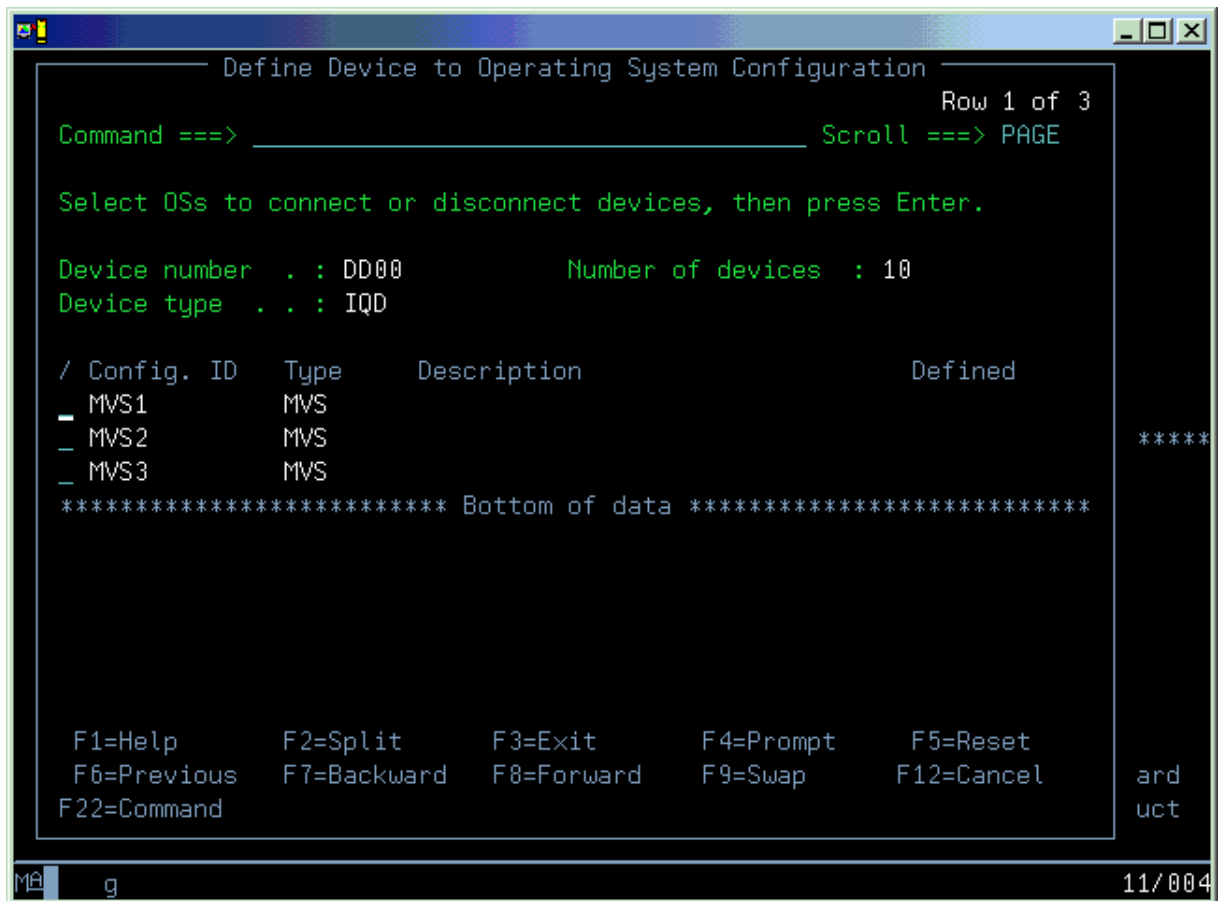 Define Device to Operating System Configuration
Row 1 of 3
Command ===> ______________________________________ Scroll ===> PAGE
Select OSs to connect or disconnect devices, then press Enter.
Device number . : DD00 Number of devices : 10
Device type . . : IQD
/ Config. ID Type Description Defined
_ MVS1 MVS
_ MVS2 MVS *****
_ MVS3 MVS
************************** Bottom of data ***************************
F1=Help F2=Split F3=Exit F4=Prompt F5=Reset
F6=Previous F7=Backward F8=Forward F9=Swap F12=Cancel ard
F22=Command uct
MA g 11/004